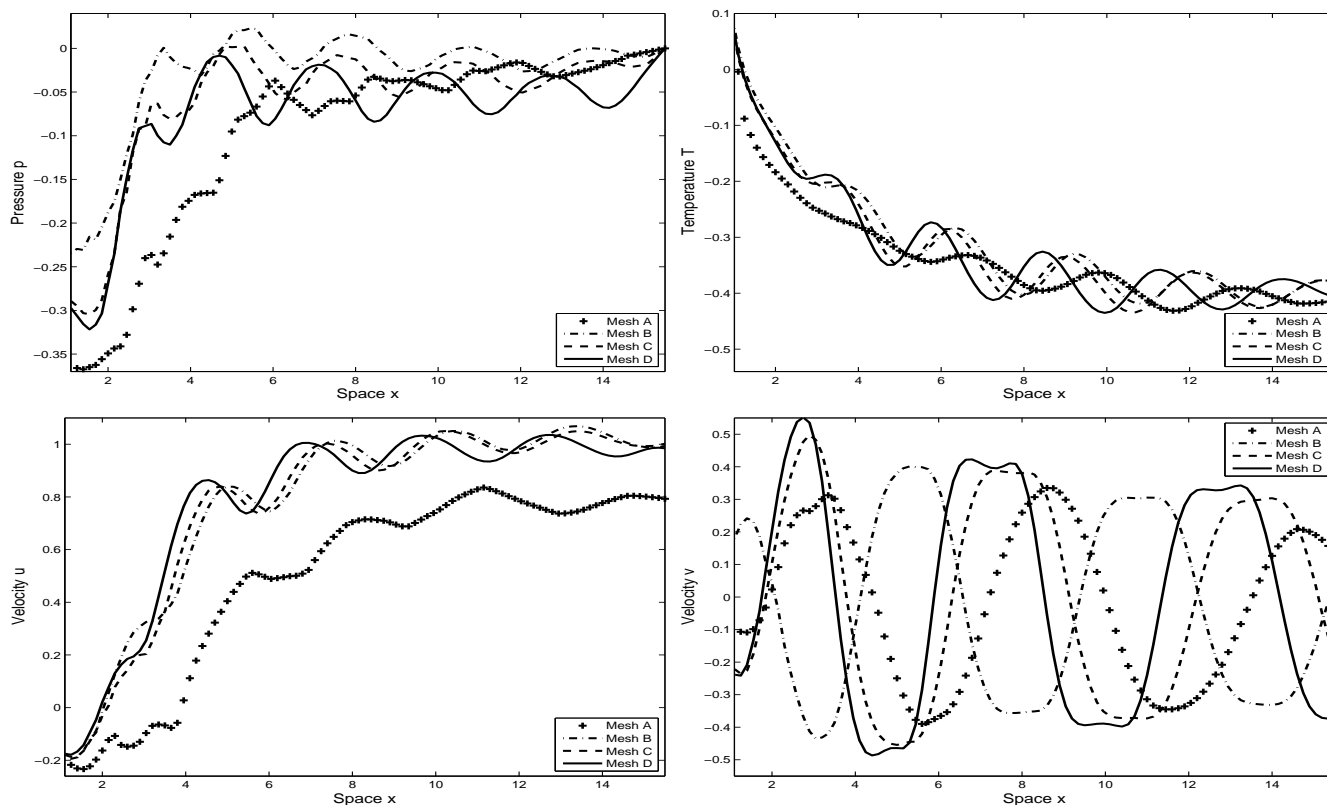 0
−0.05
−0.1
−0.15
−0.2
−0.25
−0.3
−0.35
Pressure p
2 4 6 8 10 12 14
Space x
Mesh A
Mesh B
Mesh C
Mesh D
0.1
0
−0.1
−0.2
−0.3
−0.4
−0.5
Temperature T
2 4 6 8 10 12 14
Space x
Mesh A
Mesh B
Mesh C
Mesh D
1
0.8
0.6
0.4
0.2
0
−0.2
Velocity u
2 4 6 8 10 12 14
Space x
Mesh A
Mesh B
Mesh C
Mesh D
0.5
0.4
0.3
0.2
0.1
0
−0.1
−0.2
−0.3
−0.4
−0.5
Velocity v
2 4 6 8 10 12 14
Space x
Mesh A
Mesh B
Mesh C
Mesh D